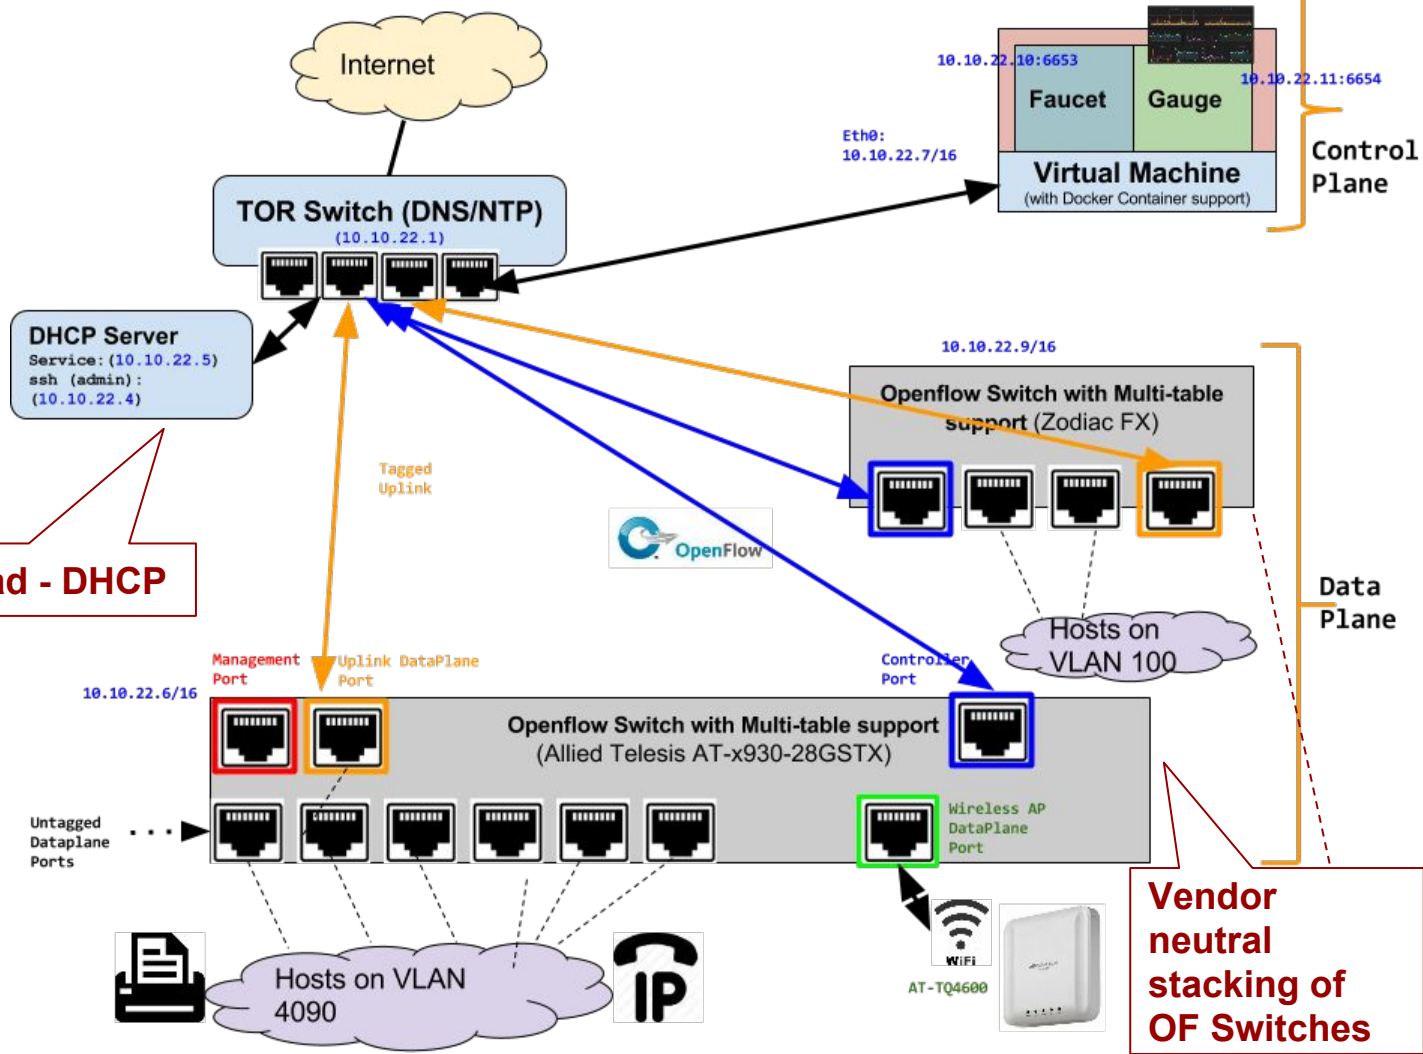 Internet
10.10.22.10:6653
10.10.22.11:6654
Faucet
Gauge
Eth0:
10.10.22.7/16
Virtual Machine
(with Docker Container support)
Control
Plane
TOR Switch (DNS/NTP)
(10.10.22.1)
DHCP Server
Service:(10.10.22.5)
ssh (admin):
(10.10.22.4)
10.10.22.9/16
Openflow Switch with Multi-table
support (Zodiac FX)
Tagged
Uplink
OpenFlow
- DHCP
Data
Plane
Hosts on
VLAN 100
Management
Port
Uplink DataPlane
Port
Controller
Port
10.10.22.6/16
Openflow Switch with Multi-table support
(Allied Telesis AT-x930-28GSTX)
Untagged
Dataplane
Ports
Wireless AP
DataPlane
Port
Vendor
neutral
stacking of
OF Switches
WiFi
AT-TQ4600
Hosts on VLAN
4090
IP